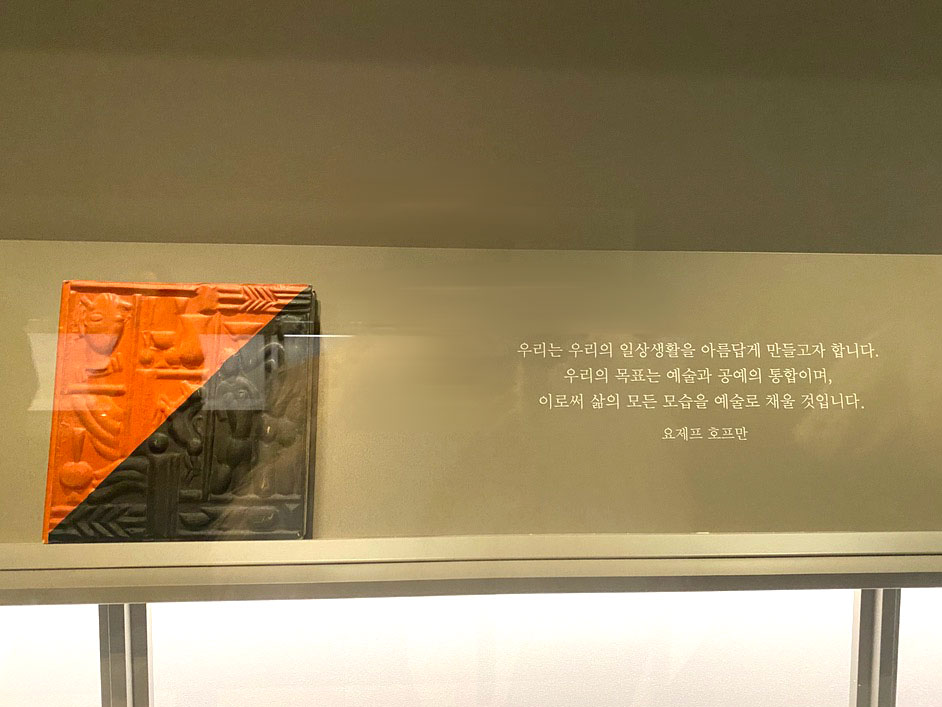 우리는 우리의 일상생활을 아름답게 만들고자 합니다.
우리의 목표는 예술과 공예의 통합이며,
이로써 삶의 모든 모습을 예술로 채울 것입니다.
요제프 호프만